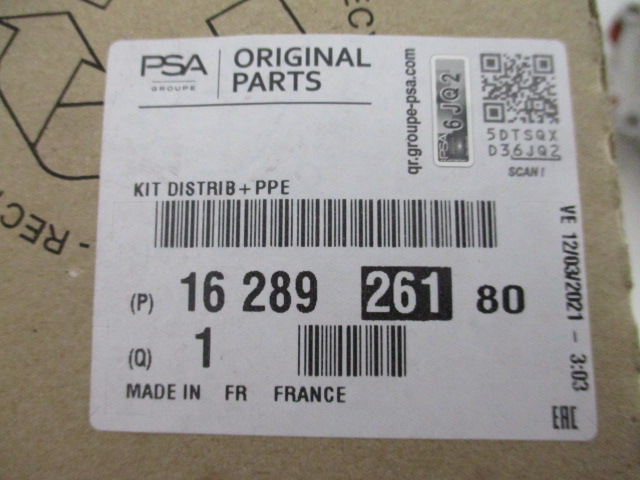 PSA
GROUPE
ORIGINAL
PARTS
qr.groupe-psa.com
PSA 6JQ2
5DTSQX
D36JQ2
SCAN!
KIT DISTRIB+PPE
(P) 16 289 261 80
(Q) 1
MADE IN FR FRANCE
VE 12/03/2021 - 3:03
EAC
- RECY